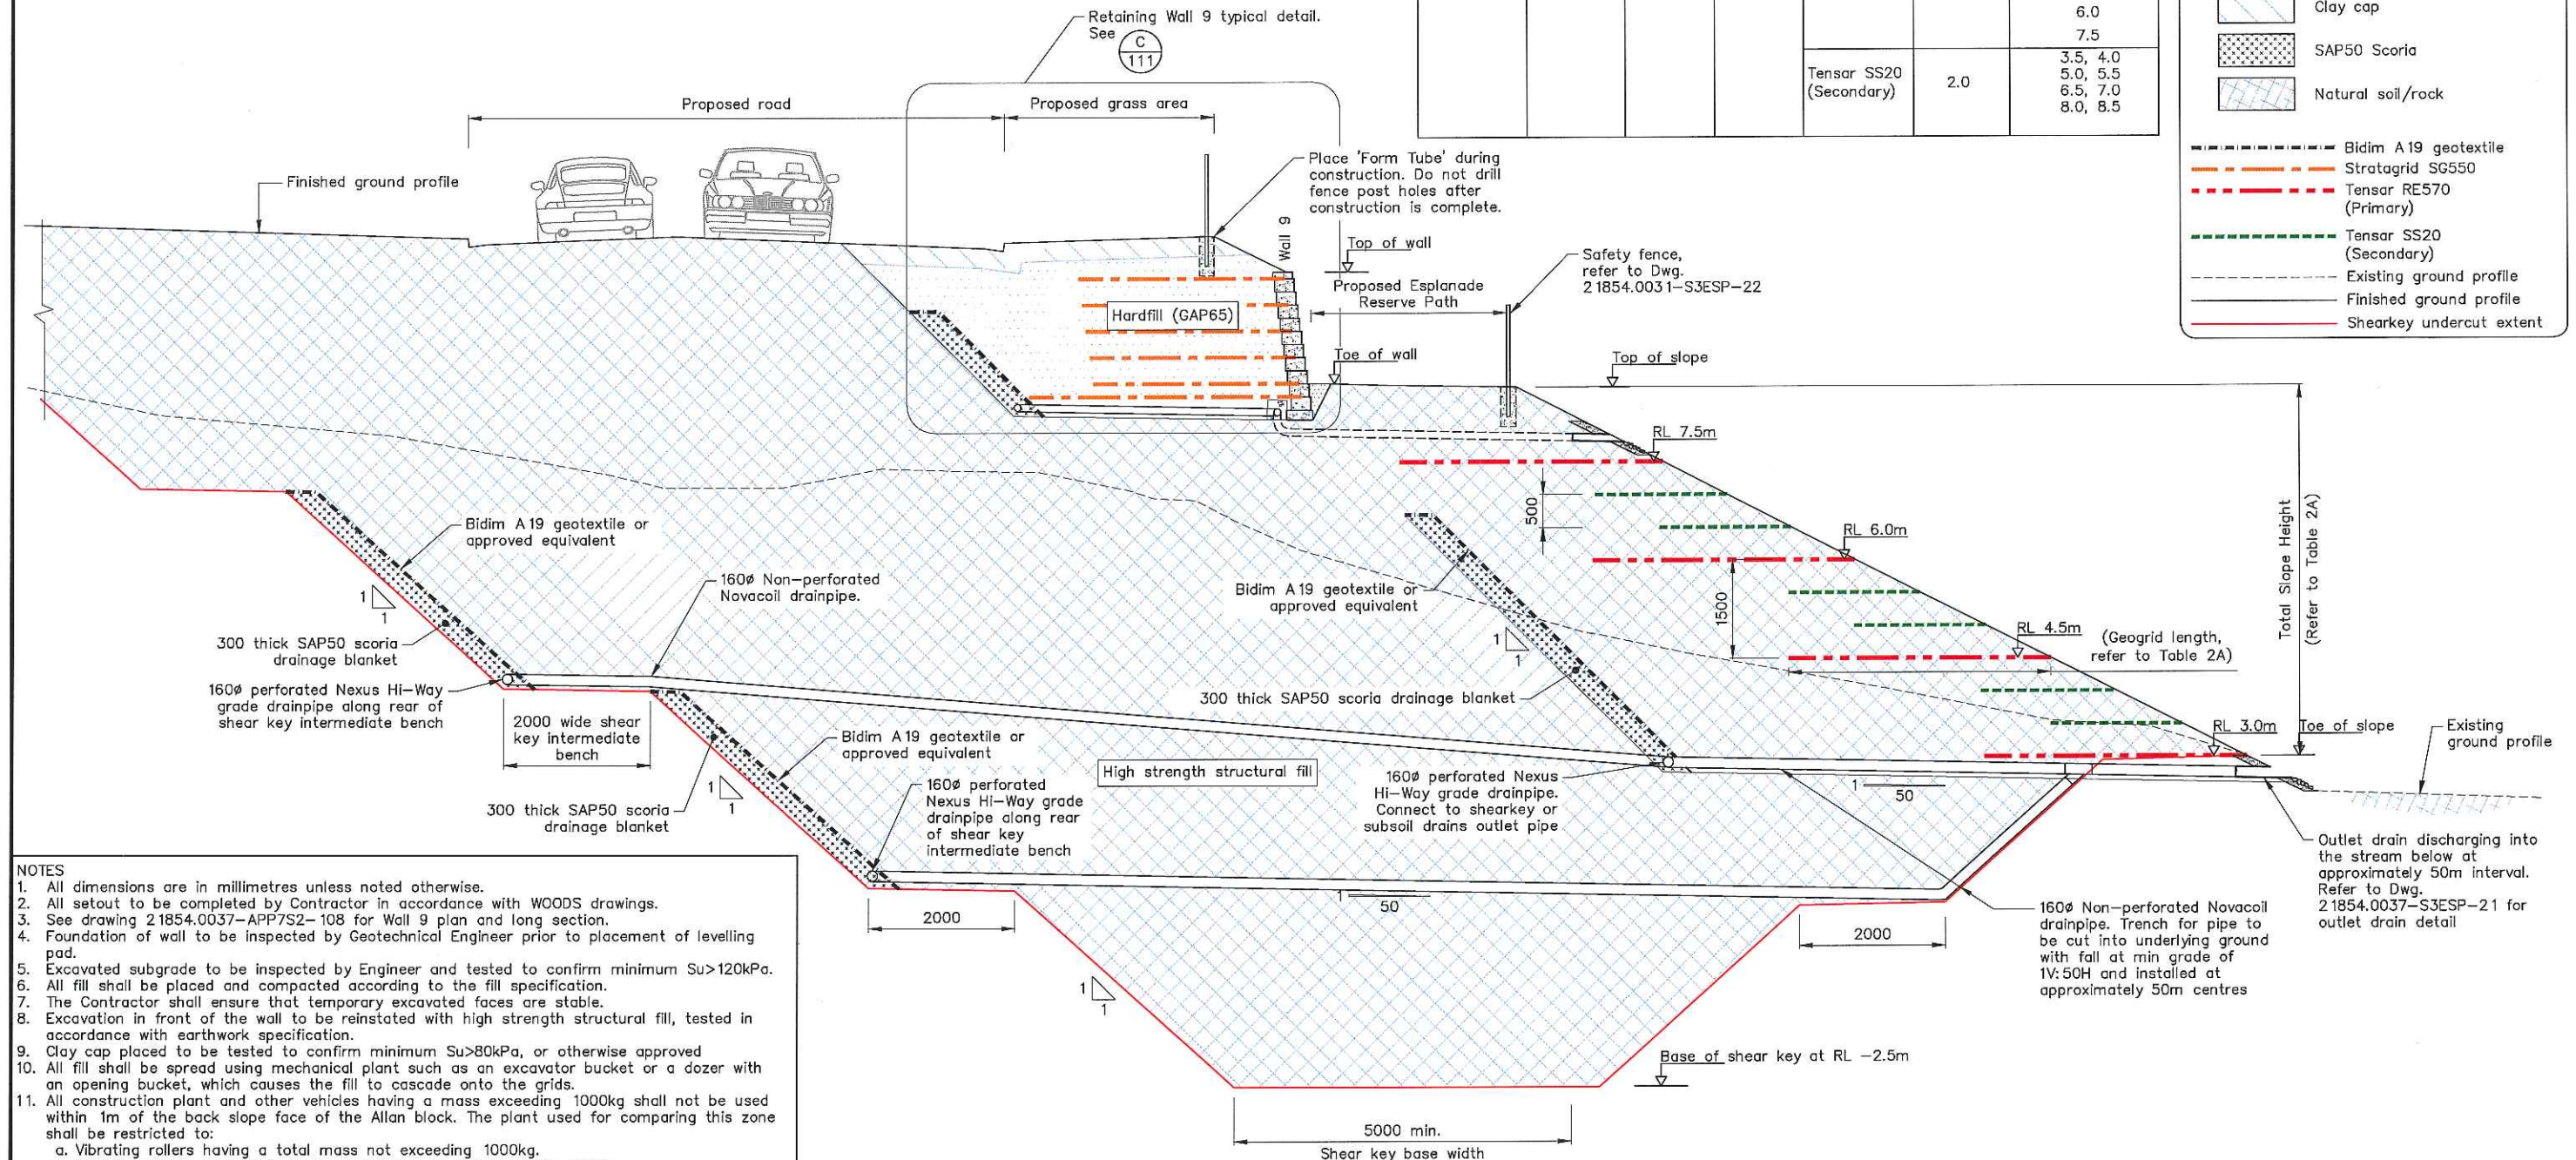 Retaining Wall 9 typical detail.
See
C
111
6.0
7.5
Tensar SS20
(Secondary)
2.0
3.5, 4.0
5.0, 5.5
6.5, 7.0
8.0, 8.5
Clay cap
SAP50 Scoria
Natural soil/rock
Bidim A19 geotextile
Stratagrid SG550
Tensar RE570
(Primary)
Tensar SS20
(Secondary)
Existing ground profile
Finished ground profile
Shearkey undercut extent
Proposed road
Proposed grass area
Finished ground profile
Place 'Form Tube' during
construction. Do not drill
fence post holes after
construction is complete.
Wall 9
Top of wall
Proposed Esplanade
Reserve Path
Safety fence,
refer to Dwg.
21854.0031-S3ESP-22
Hardfill (GAP65)
Toe of wall
Top of slope
RL 7.5m
500
RL 6.0m
Total Slope Height
(Refer to Table 2A)
1500
RL 4.5m
(Geogrid length,
refer to Table 2A)
RL 3.0m
Toe of slope
Existing
ground profile
Bidim A19 geotextile or
approved equivalent
1
1
300 thick SAP50 scoria
drainage blanket
160ø perforated Nexus Hi-Way
grade drainpipe along rear of
shear key intermediate bench
2000 wide shear
key intermediate
bench
160ø Non-perforated
Novacoil drainpipe.
Bidim A19 geotextile or
approved equivalent
1
1
300 thick SAP50 scoria drainage blanket
Bidim A19 geotextile or
approved equivalent
1
1
300 thick SAP50 scoria
drainage blanket
160ø perforated
Nexus Hi-Way grade
drainpipe along rear
of shear key
intermediate bench
High strength structural fill
160ø perforated Nexus
Hi-Way grade drainpipe.
Connect to shearkey or
subsoil drains outlet pipe
1
50
Outlet drain discharging into
the stream below at
approximately 50m interval.
Refer to Dwg.
21854.0037-S3ESP-21 for
outlet drain detail
2000
1
50
2000
160ø Non-perforated Novacoil
drainpipe. Trench for pipe to
be cut into underlying ground
with fall at min grade of
1V:50H and installed at
approximately 50m centres
1
1
Base of shear key at RL -2.5m
5000 min.
Shear key base width
NOTES
1. All dimensions are in millimetres unless noted otherwise.
2. All setout to be completed by Contractor in accordance with WOODS drawings.
3. See drawing 21854.0037-APP7S2-108 for Wall 9 plan and long section.
4. Foundation of wall to be inspected by Geotechnical Engineer prior to placement of levelling
pad.
5. Excavated subgrade to be inspected by Engineer and tested to confirm minimum Su>120kPa.
6. All fill shall be placed and compacted according to the fill specification.
7. The Contractor shall ensure that temporary excavated faces are stable.
8. Excavation in front of the wall to be reinstated with high strength structural fill, tested in
accordance with earthwork specification.
9. Clay cap placed to be tested to confirm minimum Su>80kPa, or otherwise approved
10. All fill shall be spread using mechanical plant such as an excavator bucket or a dozer with
an opening bucket, which causes the fill to cascade onto the grids.
11. All construction plant and other vehicles having a mass exceeding 1000kg shall not be used
within 1m of the back slope face of the Allan block. The plant used for comparing this zone
shall be restricted to:
a. Vibrating rollers having a total mass not exceeding 1000kg.